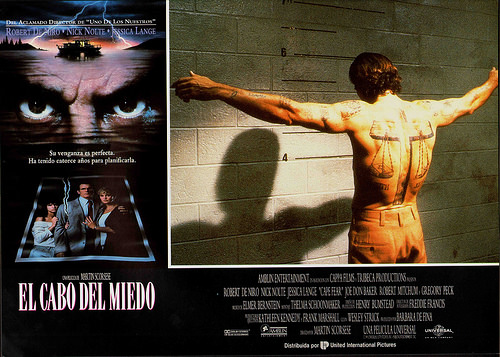 DEL ACLAMADO DIRECTOR DE "UNO DE LOS NUESTROS"
ROBERT DE NIRO • NICK NOLTE • JESSICA LANGE
Su venganza es perfecta.
Ha tenido catorce años para planificarla.
MARTIN SCORSESE
EL CABO DEL MIEDO
6
4
AMBLIN ENTERTAINMENT CAPPA FILMS TRIBECA PRODUCTIONS
ROBERT DE NIRO NICK NOLTE JESSICA LANGE "CAPE FEAR" JOE DON BAKER ROBERT MITCHUM GREGORY PECK
ELMER BERNSTEIN THELMA SCHOONMAKER HENRY BUMSTEAD FREDDIE FRANCIS
KATHLEEN KENNEDY FRANK MARSHALL WESLEY STRICK BARBARA DE FINA
AMBLIN MARTIN SCORSESE UNA PELICULA UNIVERSAL UNIVERSAL
Distribuida por UIP United International Pictures